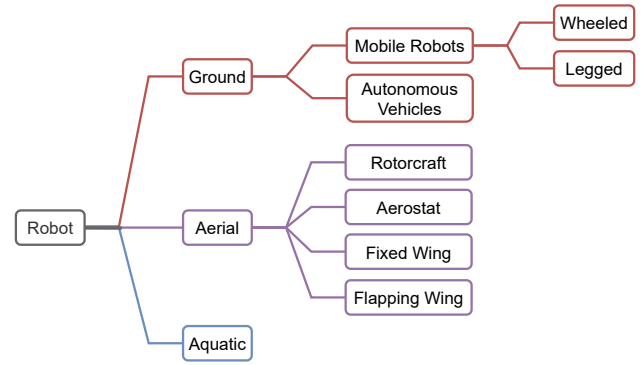 Robot
Ground
Mobile Robots
Wheeled
Legged
Autonomous
Vehicles
Aerial
Rotorcraft
Aerostat
Fixed Wing
Flapping Wing
Aquatic